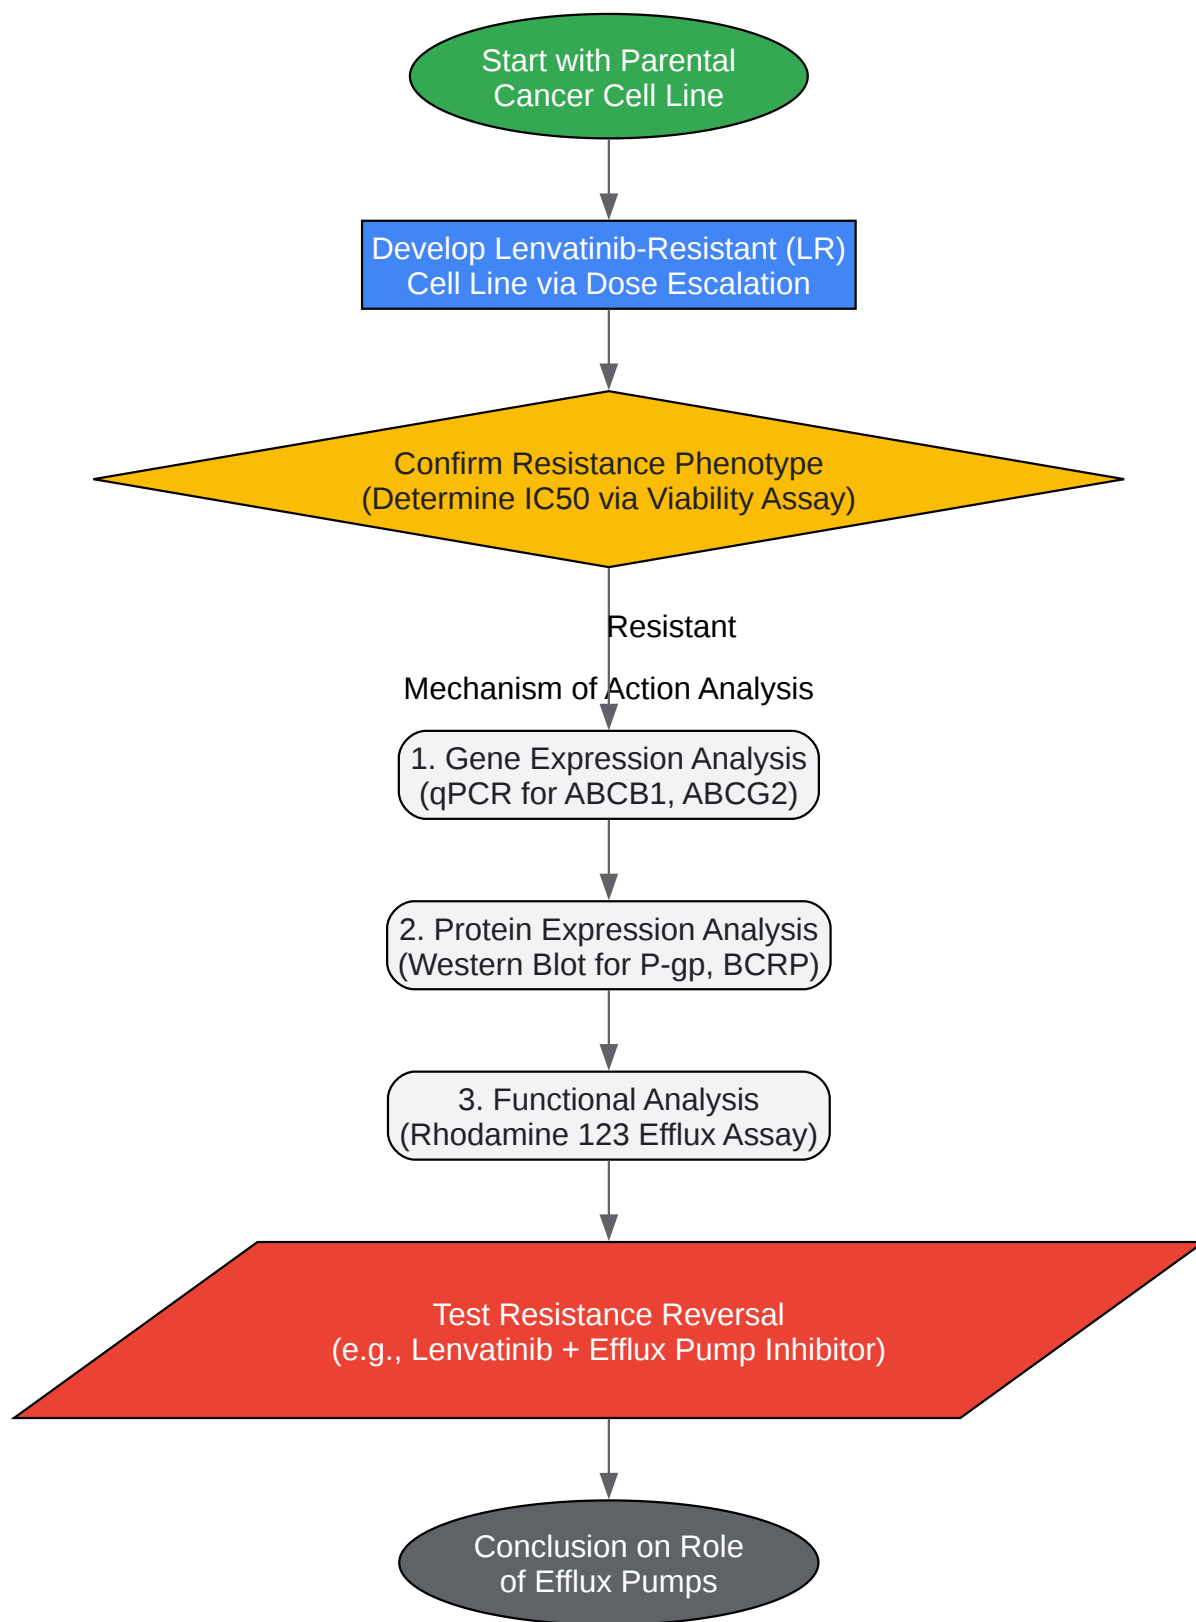 Start with Parental
Cancer Cell Line
Develop Lenvatinib-Resistant (LR)
Cell Line via Dose Escalation
Confirm Resistance Phenotype
(Determine IC50 via Viability Assay)
Resistant
Mechanism of Action Analysis
1. Gene Expression Analysis
(qPCR for ABCB1, ABCG2)
2. Protein Expression Analysis
(Western Blot for P-gp, BCRP)
3. Functional Analysis
(Rhodamine 123 Efflux Assay)
Test Resistance Reversal
(e.g., Lenvatinib + Efflux Pump Inhibitor)
Conclusion on Role
of Efflux Pumps